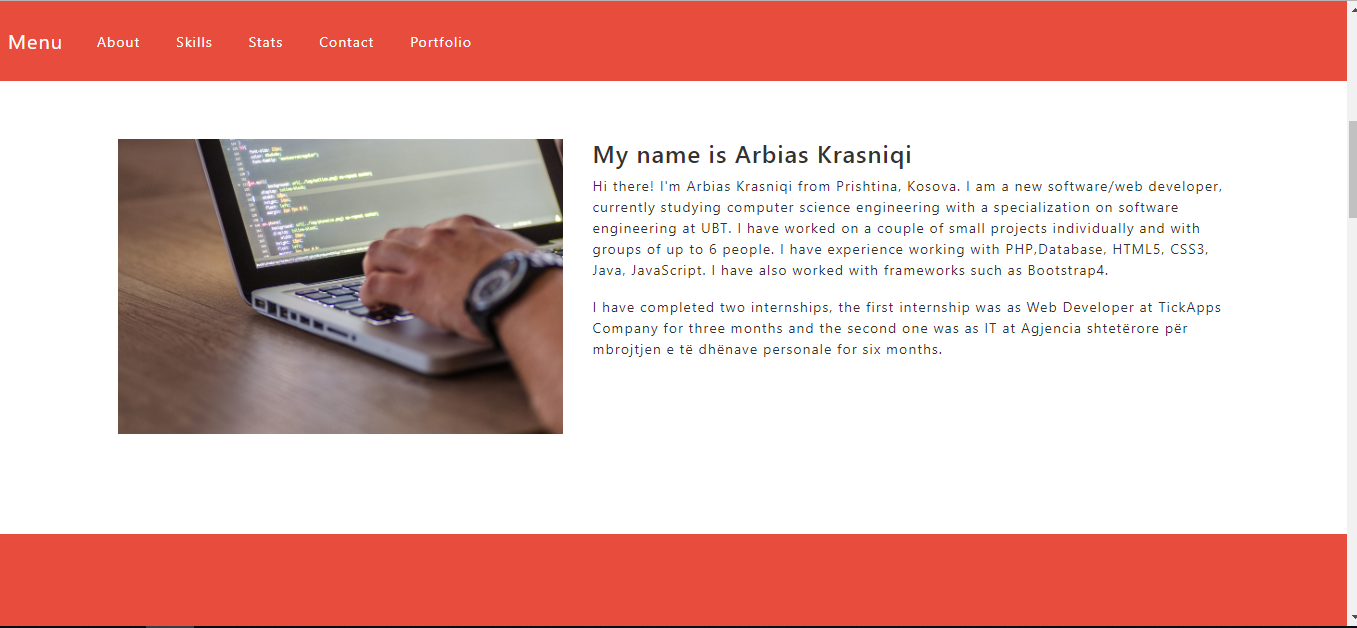 Menu About Skills Stats Contact Portfolio
My name is Arbias Krasniqi
Hi there! I'm Arbias Krasniqi from Prishtina, Kosova. I am a new software/web developer,
currently studying computer science engineering with a specialization on software
engineering at UBT. I have worked on a couple of small projects individually and with
groups of up to 6 people. I have experience working with PHP,Database, HTML5, CSS3,
Java, JavaScript. I have also worked with frameworks such as Bootstrap4.
I have completed two internships, the first internship was as Web Developer at TickApps
Company for three months and the second one was as IT at Agjencia shtetërore për
mbrojtjen e të dhënave personale for six months.